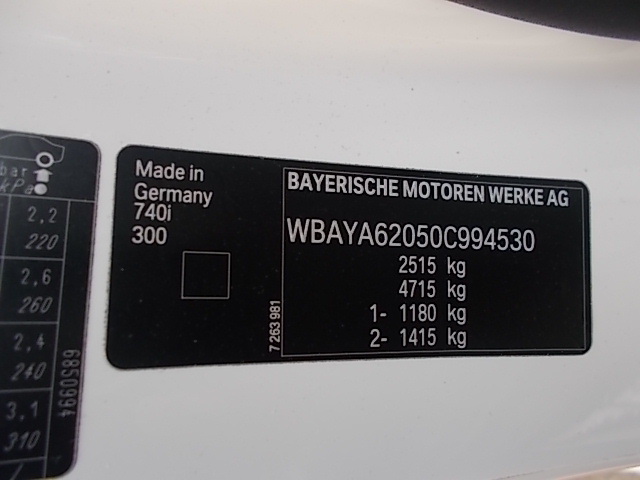 bar
kPa
2,2
220
2,6
260
2,4
240
3,1
310
6850994
Made in
Germany
740i
300
7 263 981
BAYERISCHE MOTOREN WERKE AG
WBAYA62050C994530
2515 kg
4715 kg
1- 1180 kg
2- 1415 kg